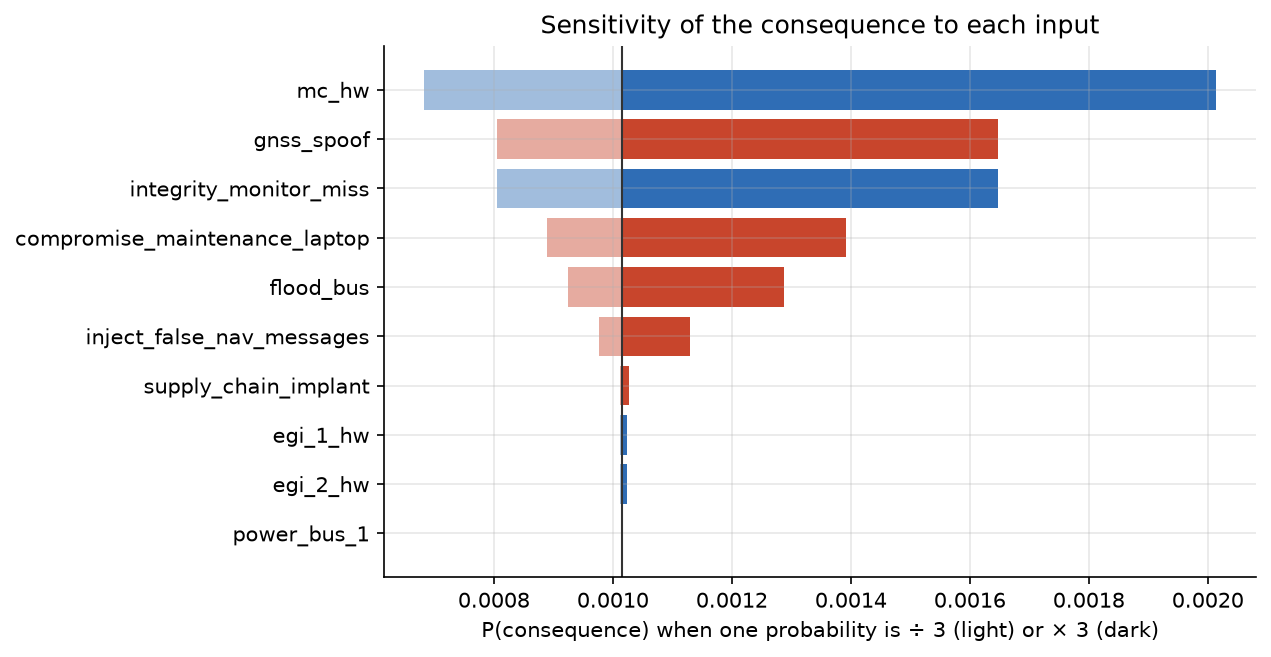 Sensitivity of the consequence to each input
mc_hw
gnss_spoof
integrity_monitor_miss
compromise_maintenance_laptop
flood_bus
inject_false_nav_messages
supply_chain_implant
egi_1_hw
egi_2_hw
power_bus_1
0.0008 0.0010 0.0012 0.0014 0.0016 0.0018 0.0020
P(consequence) when one probability is ÷ 3 (light) or × 3 (dark)